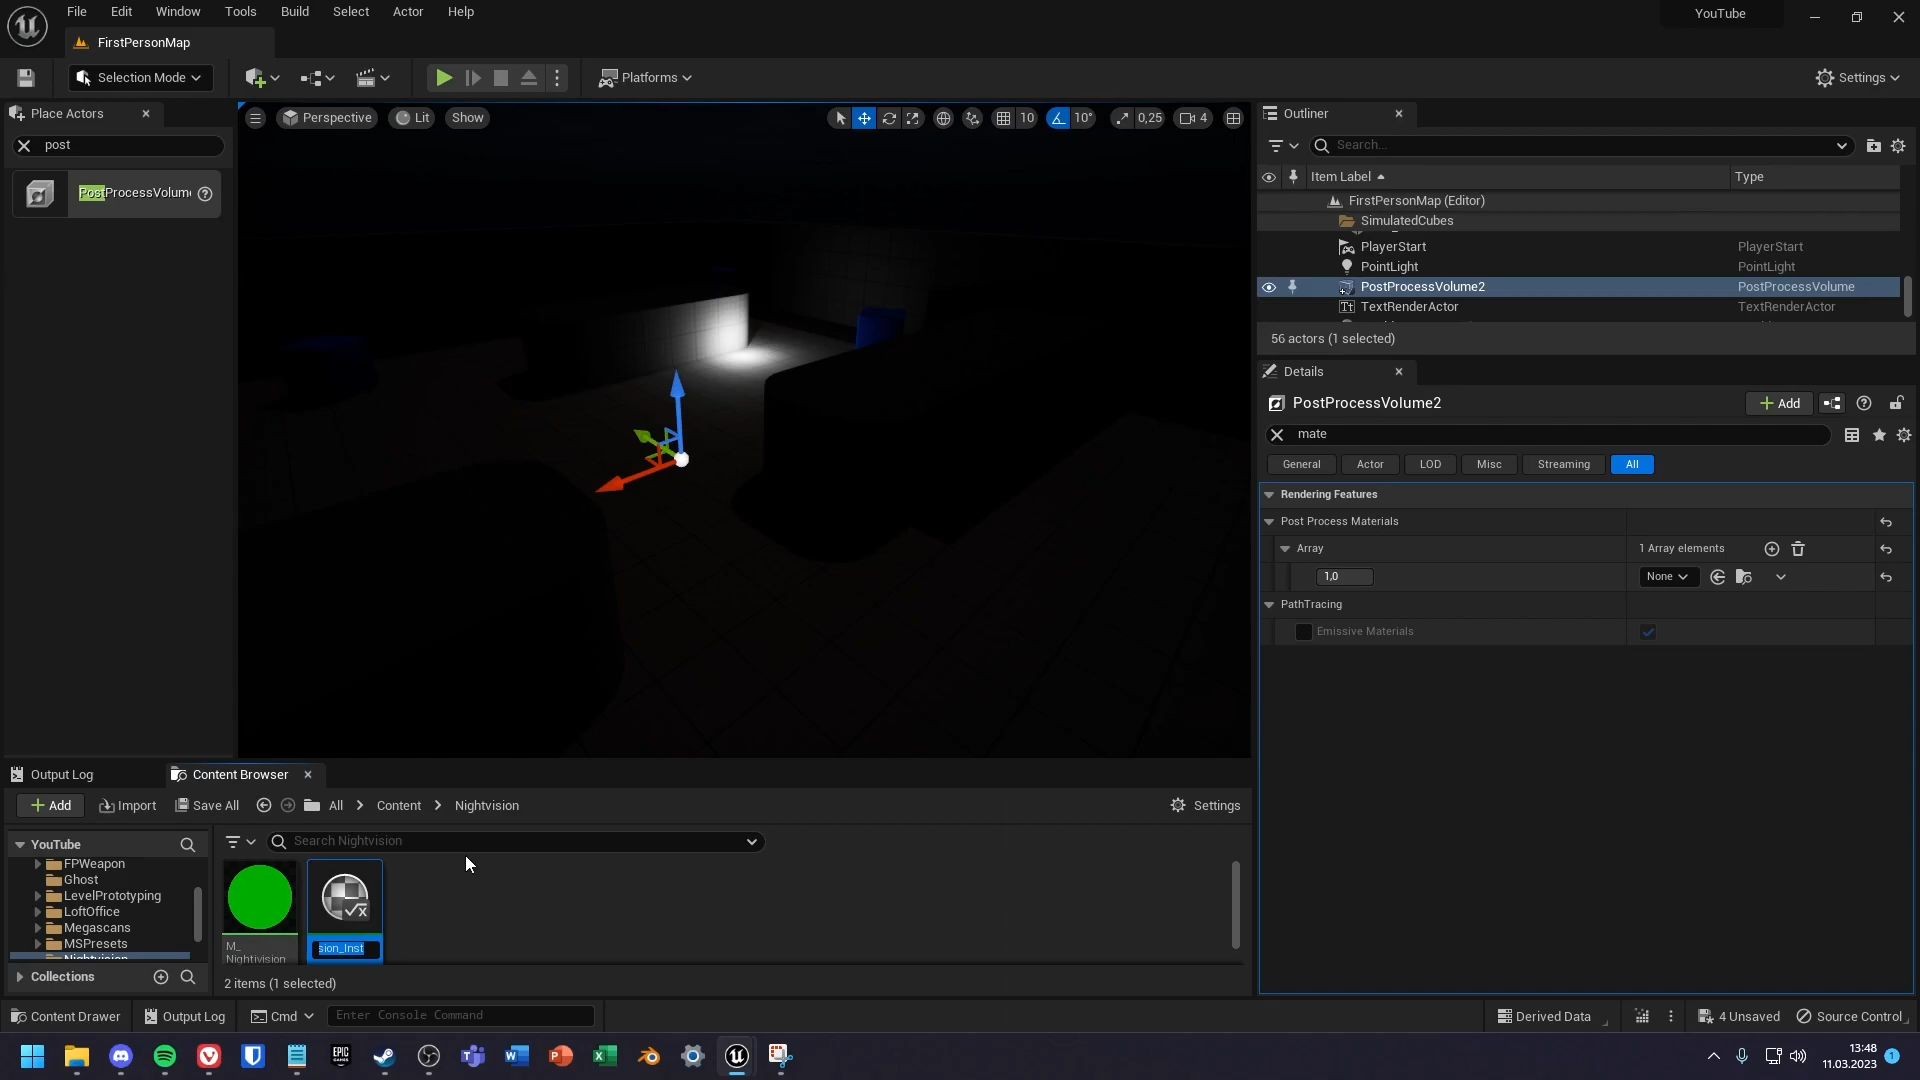 File Edit Window Tools Build Select Actor Help
YouTube
FirstPersonMap
Selection Mode
Platforms
Settings
Place Actors
post
PostProcessVolum
Perspective
Lit
Show
10
10°
0,25
4
Outliner
Search...
Item Label
Type
FirstPersonMap (Editor)
SimulatedCubes
PlayerStart PlayerStart
PointLight PointLight
PostProcessVolume2 PostProcessVolume
TextRenderActor TextRenderActor
56 actors (1 selected)
Details
PostProcessVolume2
Add
mate
General Actor LOD Misc Streaming All
Rendering Features
Post Process Materials
Array 1 Array elements
1,0 None
PathTracing
Emissive Materials
Output Log
Content Browser
Add Import Save All All Content Nightvision Settings
YouTube
Search Nightvision
FPWeapon
Ghost
LevelPrototyping
LoftOffice
Megascans
MSPresets
Nightvision
Collections
M_
Nightvision
sion_Inst
2 items (1 selected)
Content Drawer Output Log Cmd Enter Console Command Derived Data 4 Unsaved Source Control
13:48
11.03.2023
1